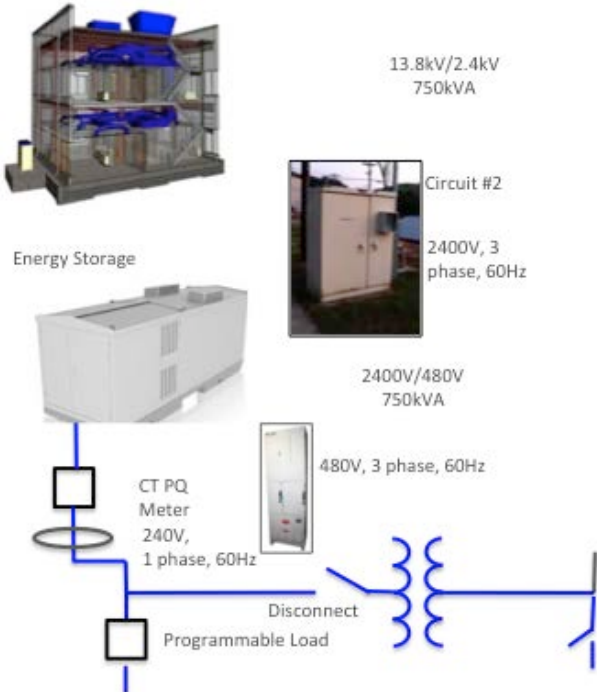 13.8kV/2.4kV
750kVA
Circuit #2
2400V, 3
phase, 60Hz
Energy Storage
2400V/480V
750kVA
480V, 3 phase, 60Hz
CT PQ
Meter
240V,
1 phase, 60Hz
Disconnect
Programmable Load